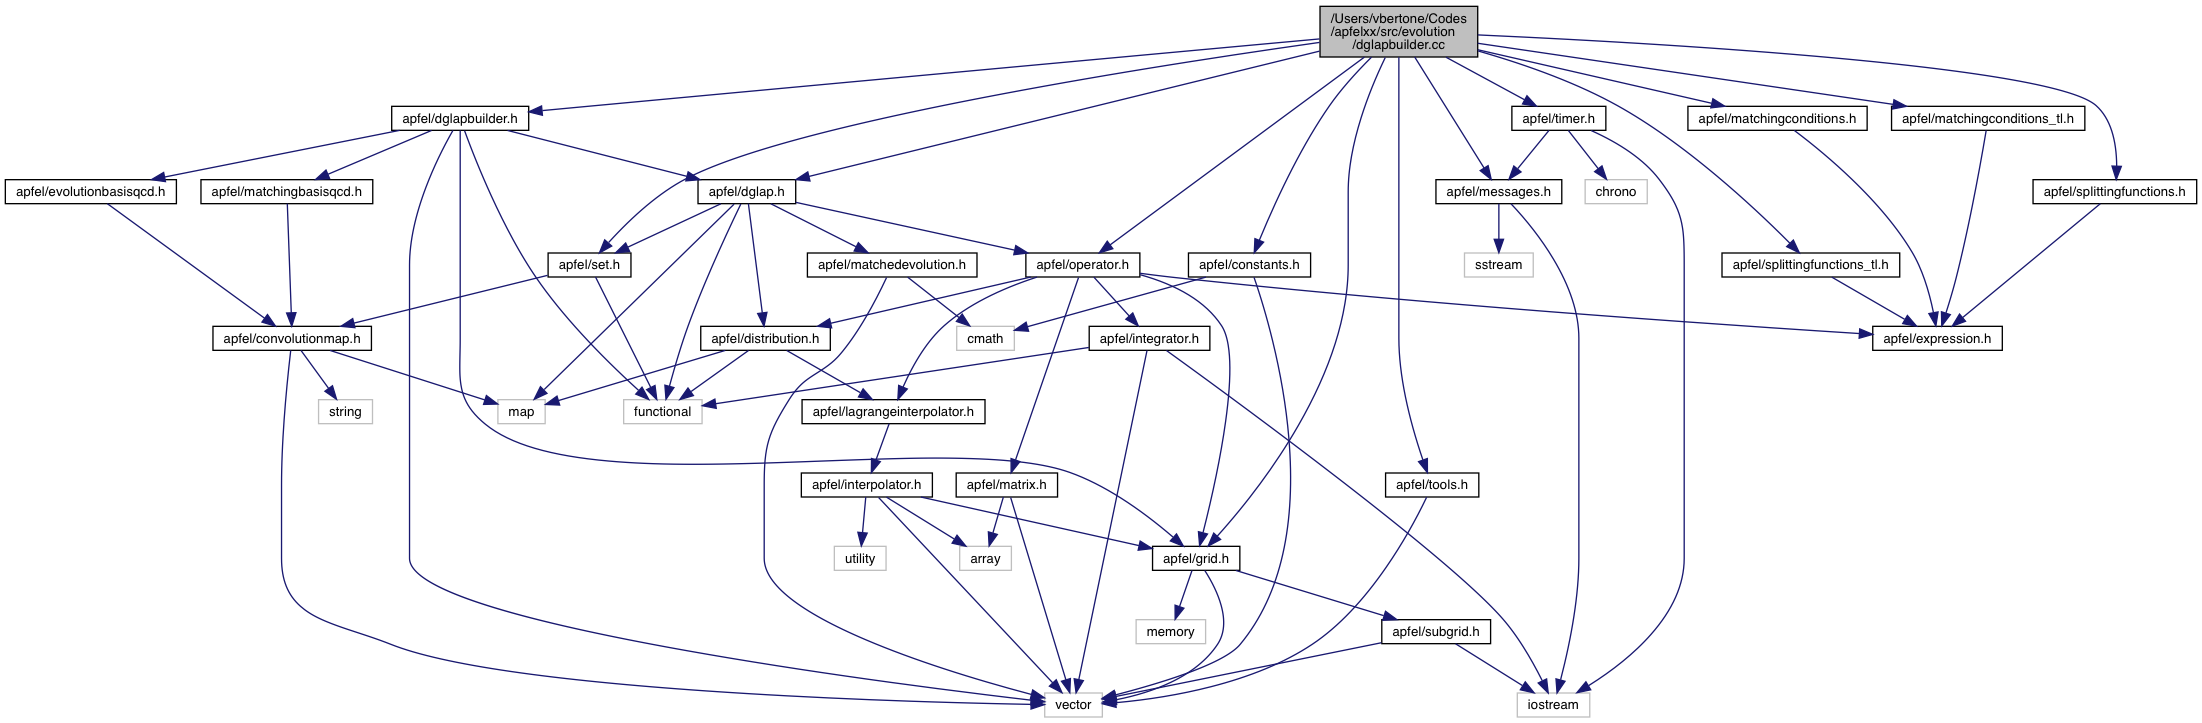 /Users/vbertone/Codes
/apfelxx/src/evolution
/dglapbuilder.cc
apfel/dglapbuilder.h
apfel/timer.h
apfel/matchingconditions.h
apfel/matchingconditions_tl.h
apfel/evolutionbasisqcd.h
apfel/matchingbasisqcd.h
apfel/dglap.h
apfel/messages.h
chrono
apfel/splittingfunctions.h
apfel/set.h
apfel/matchedevolution.h
apfel/operator.h
apfel/constants.h
sstream
apfel/splittingfunctions_tl.h
apfel/convolutionmap.h
apfel/distribution.h
cmath
apfel/integrator.h
apfel/expression.h
string
map
functional
apfel/lagrangeinterpolator.h
apfel/interpolator.h
apfel/matrix.h
apfel/tools.h
utility
array
apfel/grid.h
memory
apfel/subgrid.h
vector
iostream